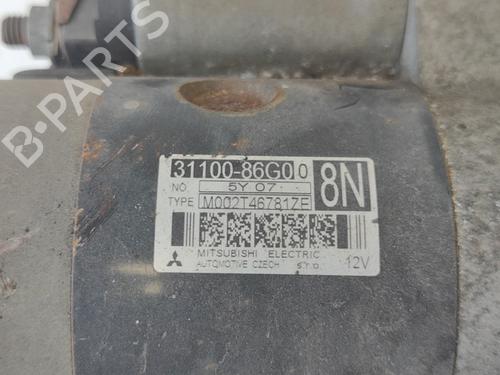 B-PARTS
31100-86G00
8N
NO. 5Y 07
TYPE M002T46781ZE
MITSUBISHI ELECTRIC
AUTOMOTIVE CZECH s.r.o. 12V